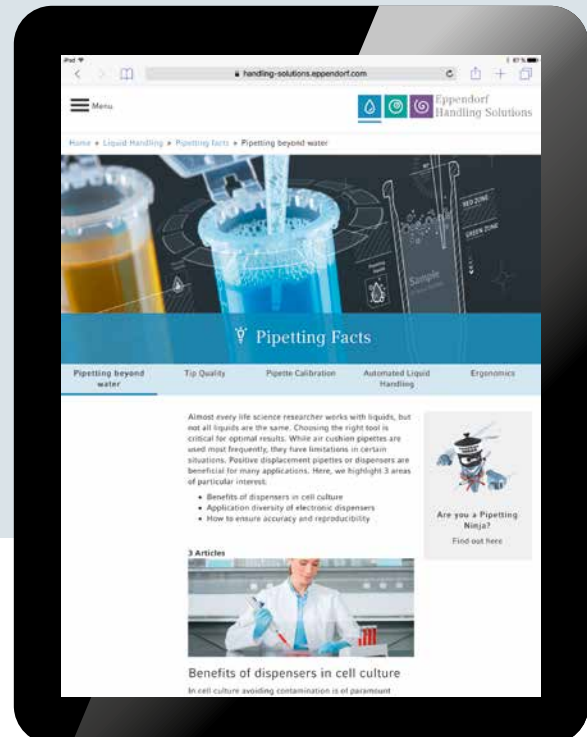 iPad
67 %
handling-solutions.eppendorf.com
Menu
Eppendorf
Handling Solutions
Home » Liquid Handling » Pipetting facts » Pipetting beyond water
RED ZONE
GREEN ZONE
Sample
Pipetting Facts
Pipetting beyond
water
Tip Quality
Pipette Calibration
Automated Liquid
Handling
Ergonomics
Almost every life science researcher works with liquids, but
not all liquids are the same. Choosing the right tool is
critical for optimal results. While air cushion pipettes are
used most frequently, they have limitations in certain
situations. Positive displacement pipettes or dispensers are
beneficial for many applications. Here, we highlight 3 areas
of particular interest.
• Benefits of dispensers in cell culture
• Application diversity of electronic dispensers
• How to ensure accuracy and reproducibility
Are you a Pipetting
Ninja?
Find out here
3 Articles
Benefits of dispensers in cell culture
In cell culture avoiding contamination is of paramount